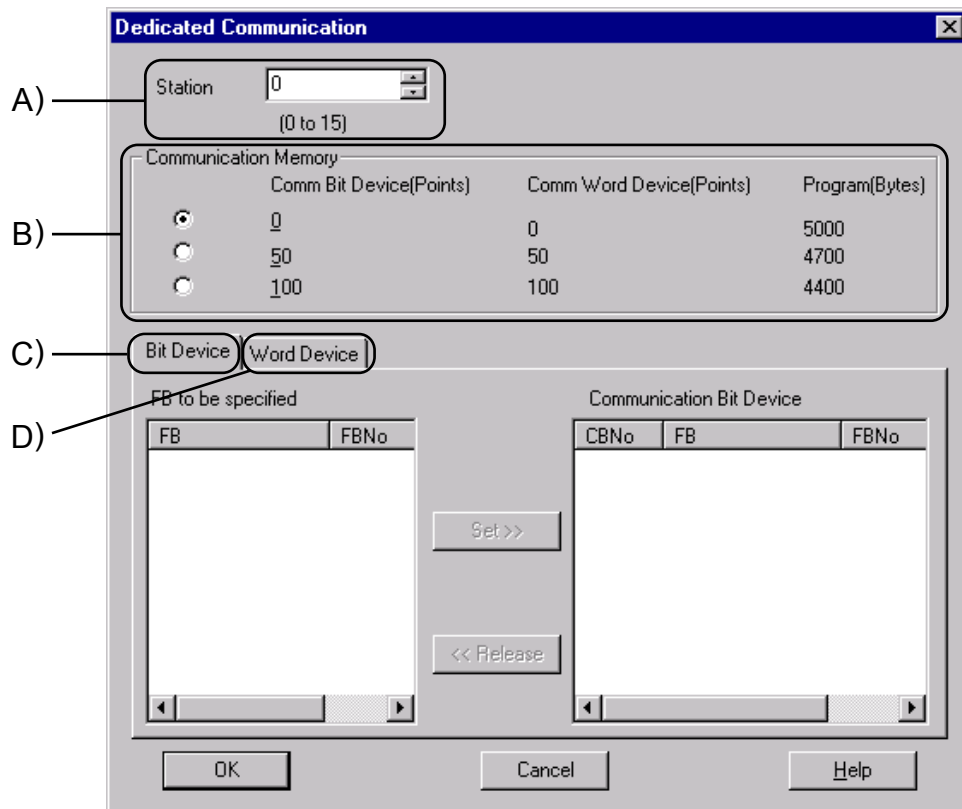 Dedicated Communication
A)
Station 0
(0 to 15)
B)
Communication Memory
Comm Bit Device(Points) Comm Word Device(Points) Program(Bytes)
0 0 5000
50 50 4700
100 100 4400
C)
Bit Device Word Device
D)
FB to be specified Communication Bit Device
FB FBNo CBNo FB FBNo
Set >>
<< Release
OK Cancel Help